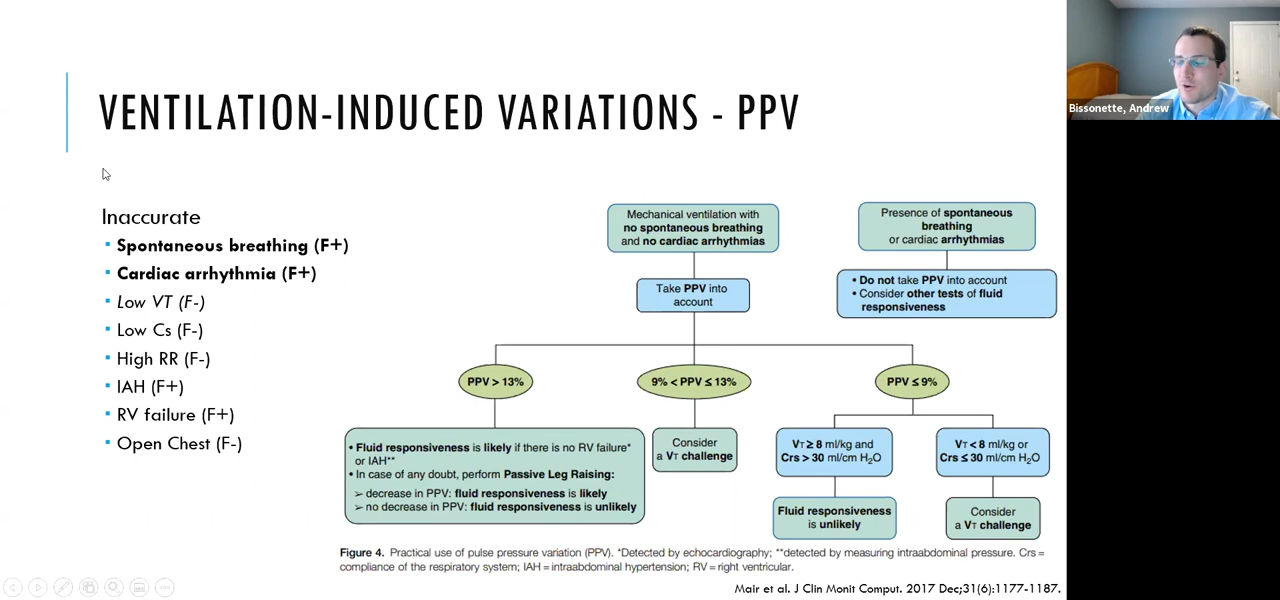 Bissonette, Andrew
VENTILATION-INDUCED VARIATIONS - PPV
Inaccurate
▪ Spontaneous breathing (F+)
▪ Cardiac arrhythmia (F+)
▪ Low VT (F-)
▪ Low Cs (F-)
▪ High RR (F-)
▪ IAH (F+)
▪ RV failure (F+)
▪ Open Chest (F-)
Mechanical ventilation with
no spontaneous breathing
and no cardiac arrhythmias
Presence of spontaneous
breathing
or cardiac arrhythmias
Take PPV into
account
• Do not take PPV into account
• Consider other tests of fluid
responsiveness
PPV > 13%
9% < PPV ≤ 13%
PPV ≤ 9%
• Fluid responsiveness is likely if there is no RV failure*
or IAH**
• In case of any doubt, perform Passive Leg Raising:
➢ decrease in PPV: fluid responsiveness is likely
➢ no decrease in PPV: fluid responsiveness is unlikely
Consider
a VT challenge
VT ≥ 8 ml/kg and
Crs > 30 ml/cm H2O
VT < 8 ml/kg or
Crs ≤ 30 ml/cm H2O
Fluid responsiveness
is unlikely
Consider
a VT challenge
Figure 4. Practical use of pulse pressure variation (PPV). *Detected by echocardiography; **detected by measuring intraabdominal pressure. Crs =
compliance of the respiratory system; IAH = intraabdominal hypertension; RV = right ventricular.
Mair et al. J Clin Monit Comput. 2017 Dec;31(6):1177-1187.